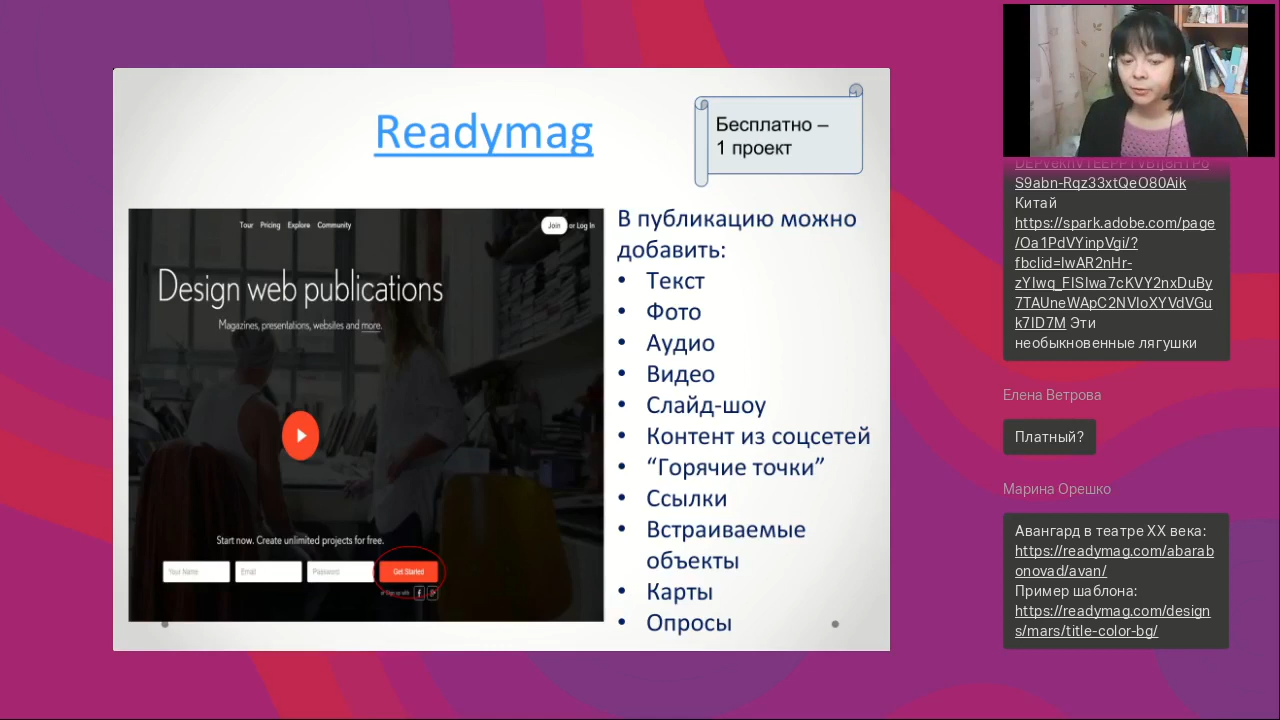 Readymag
Бесплатно –
1 проект
Tour Pricing Explore Community
Join or Log In
Design web publications
Magazines, presentations, websites and more.
Start now. Create unlimited projects for free.
Your Name
Email
Password
Get Started
or Sign up with
В публикацию можно
добавить:
• Текст
• Фото
• Аудио
• Видео
• Слайд-шоу
• Контент из соцсетей
• “Горячие точки”
• Ссылки
• Встраиваемые
объекты
• Карты
• Опросы
S9abn-Rqz33xtQeO80Aik
Китай
https://spark.adobe.com/page
/Oa1PdVYinpVgi/?
fbclid=IwAR2nHr-
zYIwq_FISIwa7cKVY2nxDuBy
7TAUneWApC2NVIoXYVdVGu
k7ID7M Эти
необыкновенные лягушки
Елена Ветрова
Платный?
Марина Орешко
Авангард в театре XX века:
https://readymag.com/abarab
onovad/avan/
Пример шаблона:
https://readymag.com/design
s/mars/title-color-bg/